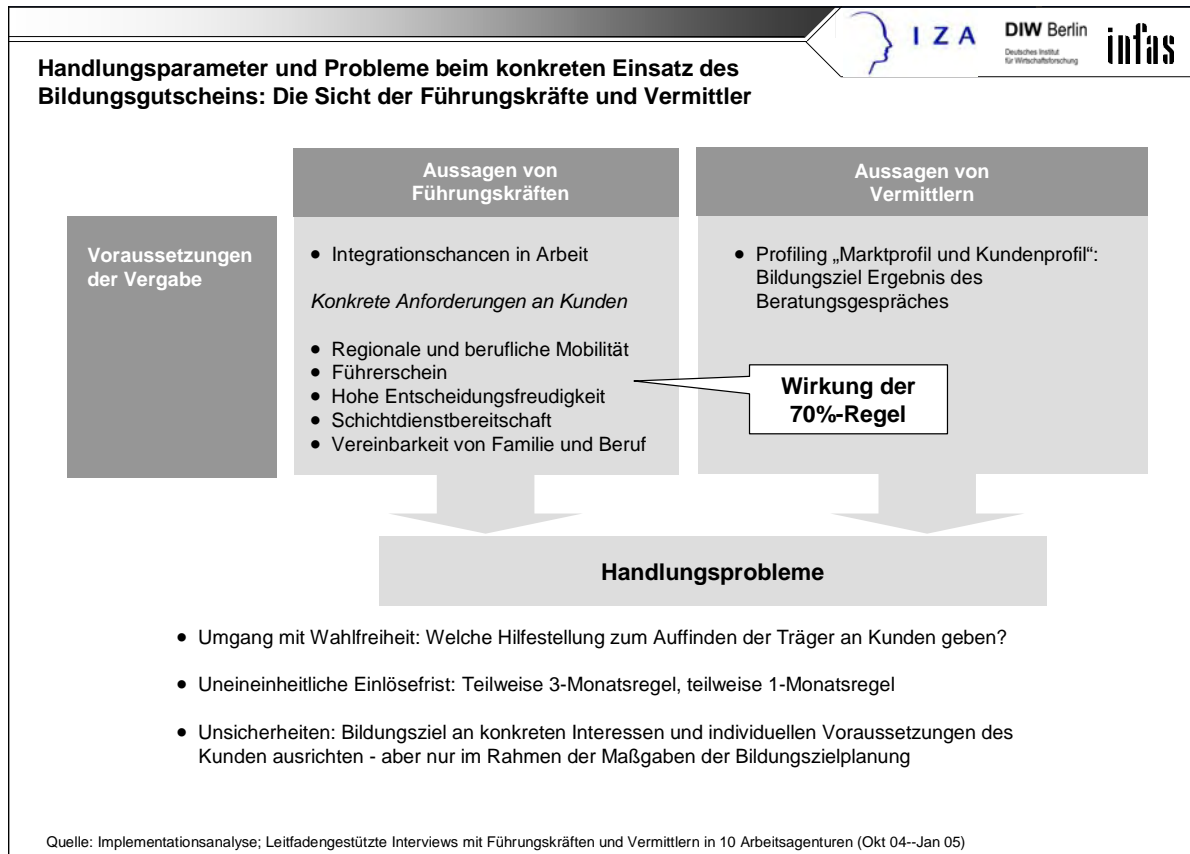 I Z A
DIW Berlin
Deutsches Institut
für Wirtschaftsforschung
infas
Handlungsparameter und Probleme beim konkreten Einsatz des
Bildungsgutscheins: Die Sicht der Führungskräfte und Vermittler
Aussagen von
Führungskräften
Aussagen von
Vermittlern
Voraussetzungen
der Vergabe
• Integrationschancen in Arbeit
Konkrete Anforderungen an Kunden
• Regionale und berufliche Mobilität
• Führerschein
• Hohe Entscheidungsfreudigkeit
• Schichtdienstbereitschaft
• Vereinbarkeit von Familie und Beruf
• Profiling „Marktprofil und Kundenprofil“:
Bildungsziel Ergebnis des
Beratungsgespräches
Wirkung der
70%-Regel
Handlungsprobleme
• Umgang mit Wahlfreiheit: Welche Hilfestellung zum Auffinden der Träger an Kunden geben?
• Uneineinheitliche Einlösefrist: Teilweise 3-Monatsregel, teilweise 1-Monatsregel
• Unsicherheiten: Bildungsziel an konkreten Interessen und individuellen Voraussetzungen des
Kunden ausrichten - aber nur im Rahmen der Maßgaben der Bildungszielplanung
Quelle: Implementationsanalyse; Leitfadengestützte Interviews mit Führungskräften und Vermittlern in 10 Arbeitsagenturen (Okt 04--Jan 05)